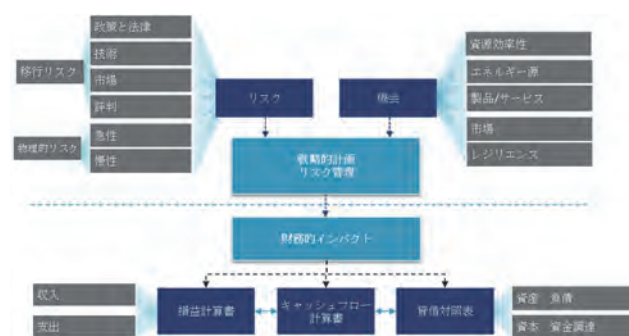 政策と法律
技術
移行リスク
市場
評判
急性
物理的リスク
慢性
リスク
機会
資源効率性
エネルギー源
製品/サービス
市場
レジリエンス
戦略的計画
リスク管理
財務的インパクト
収入
支出
損益計算書
キャッシュフロー
計算書
貸借対照表
資産 負債
資本 資金調達